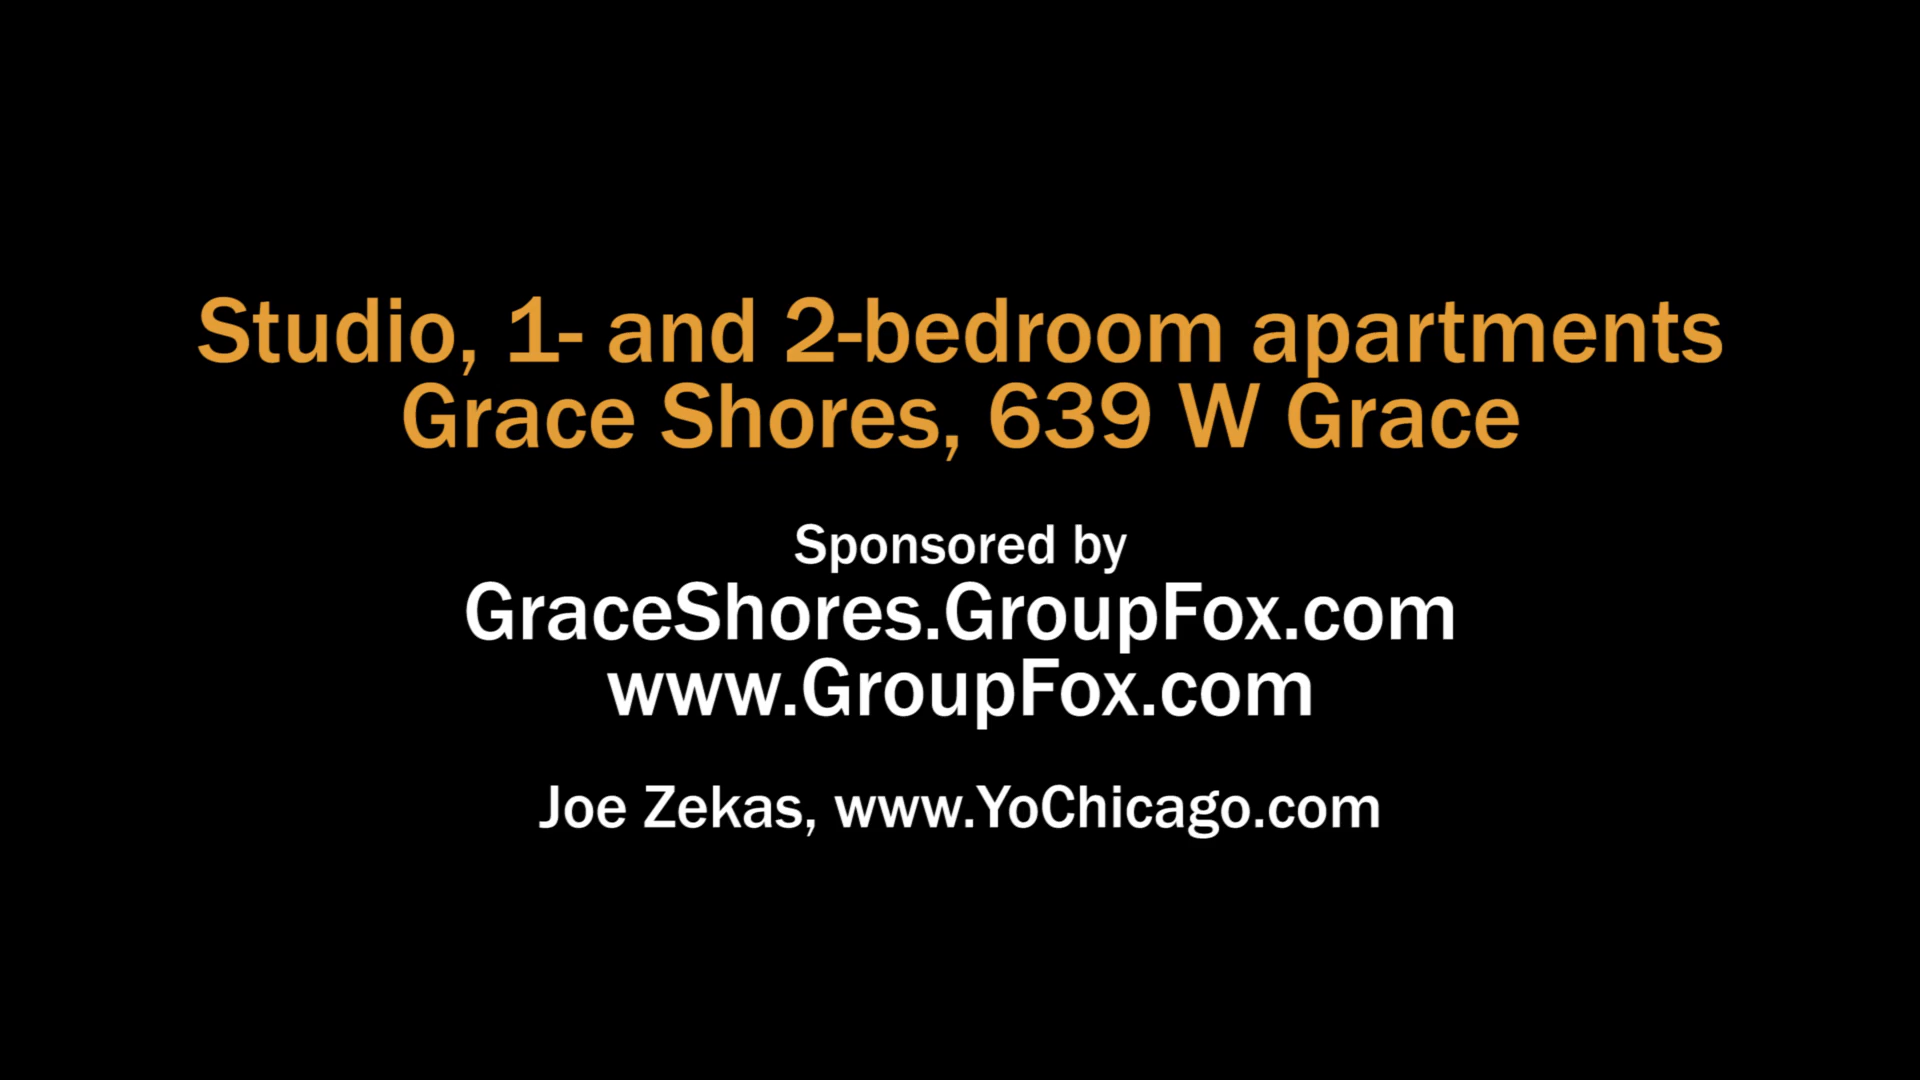 Studio, 1- and 2-bedroom apartments
Grace Shores, 639 W Grace
Sponsored by
GraceShores.GroupFox.com
www.GroupFox.com
Joe Zekas, www.YoChicago.com